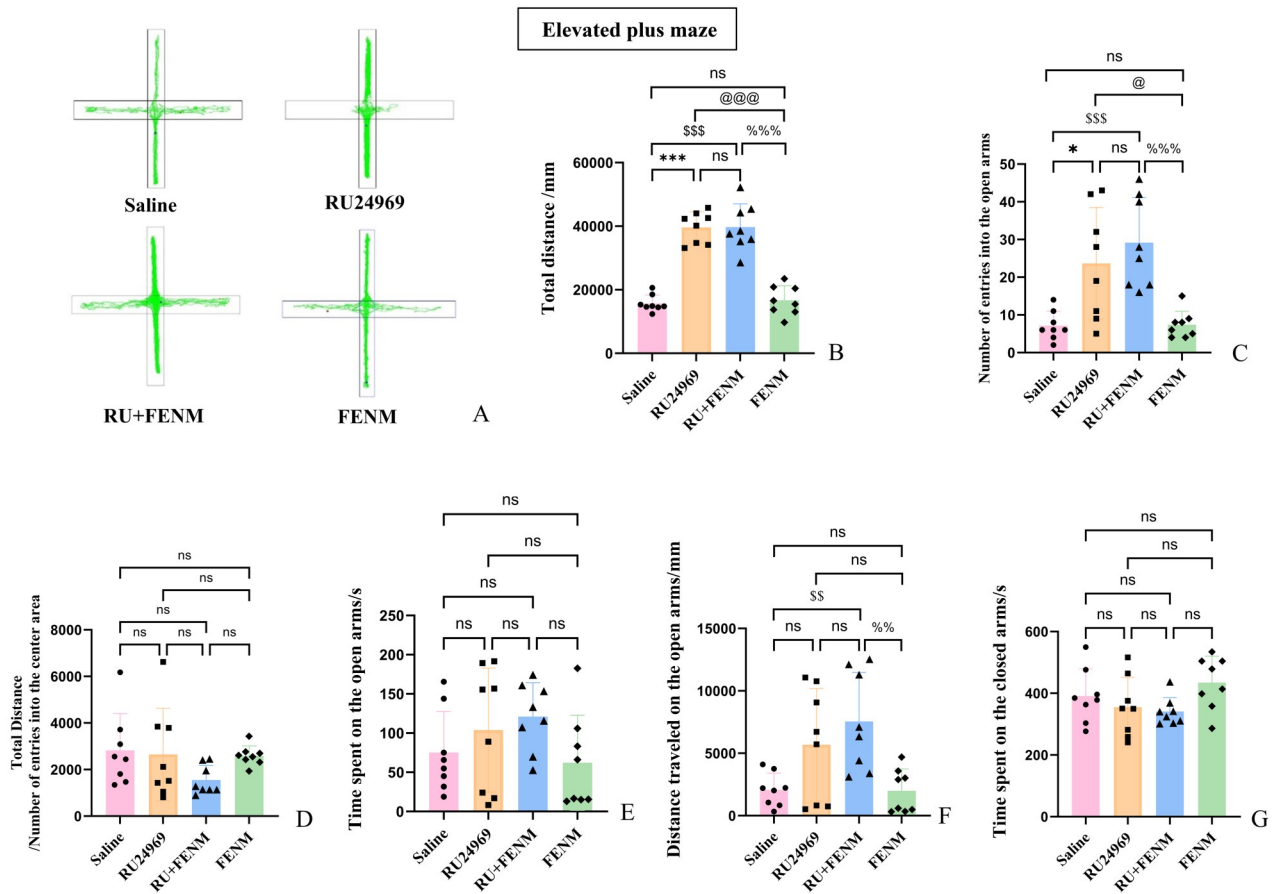 Elevated plus maze
Saline
RU24969
RU+FENM
FENM
A
ns
@@@
$$$
%%%
***
ns
Total distance /mm
60000
40000
20000
0
Saline
RU24969
RU+FENM
FENM
B
ns
@
$$$
*
ns
%%%
Number of entries into the open arms
50
40
30
20
10
0
Saline
RU24969
RU+FENM
FENM
C
ns
ns
ns
ns
ns
ns
Total Distance
/Number of entries into the center area
8000
6000
4000
2000
0
Saline
RU24969
RU+FENM
FENM
D
ns
ns
ns
ns
ns
ns
Time spent on the open arms/s
250
200
150
100
50
0
Saline
RU24969
RU+FENM
FENM
E
ns
ns
$$
ns
ns
%%
Distance traveled on the open arms/mm
15000
10000
5000
0
Saline
RU24969
RU+FENM
FENM
F
ns
ns
ns
ns
ns
ns
Time spent on the closed arms/s
600
400
200
0
Saline
RU24969
RU+FENM
FENM
G